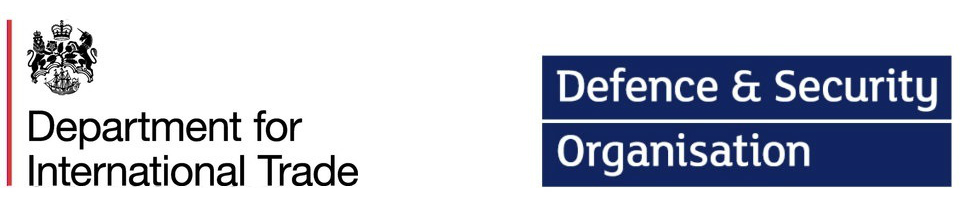 Department for
International Trade
Defence & Security
Organisation